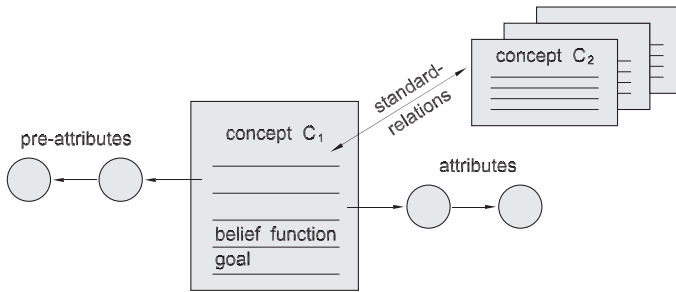 concept C₂
standard-
relations
concept C₁
pre-attributes
attributes
belief function
goal